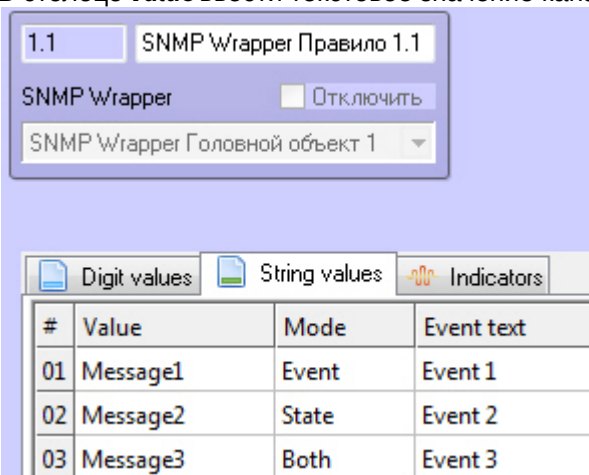 1.1 SNMP Wrapper Правило 1.1
SNMP Wrapper Отключить
SNMP Wrapper Головной объект 1
Digit values String values Indicators
# Value Mode Event text
01 Message1 Event Event 1
02 Message2 State Event 2
03 Message3 Both Event 3